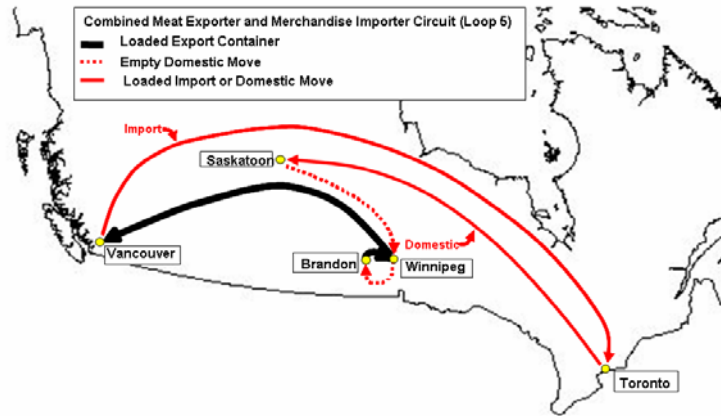 Combined Meat Exporter and Merchandise Importer Circuit (Loop 5)
Loaded Export Container
Empty Domestic Move
Loaded Import or Domestic Move
Import
Saskatoon
Domestic
Vancouver
Brandon
Winnipeg
Toronto